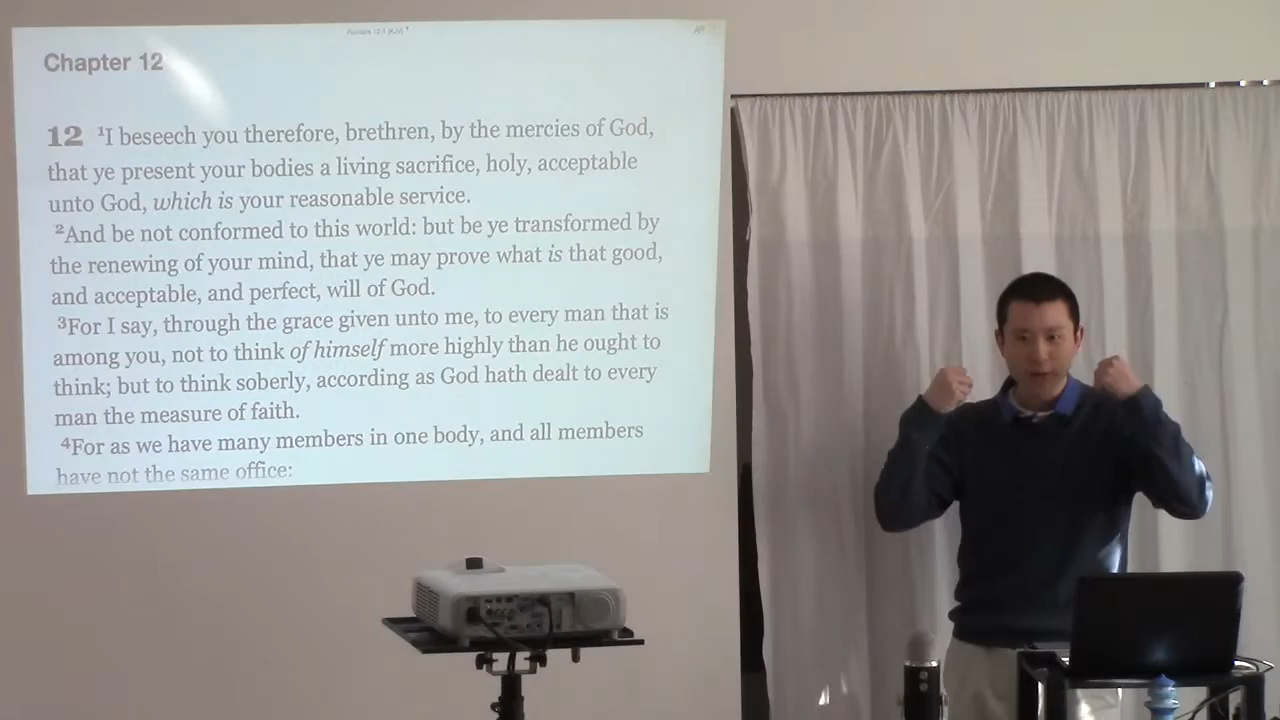 Romans 12:1 (KJV)
Chapter 12
12 ¹I beseech you therefore, brethren, by the mercies of God,
that ye present your bodies a living sacrifice, holy, acceptable
unto God, which is your reasonable service.
²And be not conformed to this world: but be ye transformed by
the renewing of your mind, that ye may prove what is that good,
and acceptable, and perfect, will of God.
³For I say, through the grace given unto me, to every man that is
among you, not to think of himself more highly than he ought to
think; but to think soberly, according as God hath dealt to every
man the measure of faith.
⁴For as we have many members in one body, and all members
have not the same office: